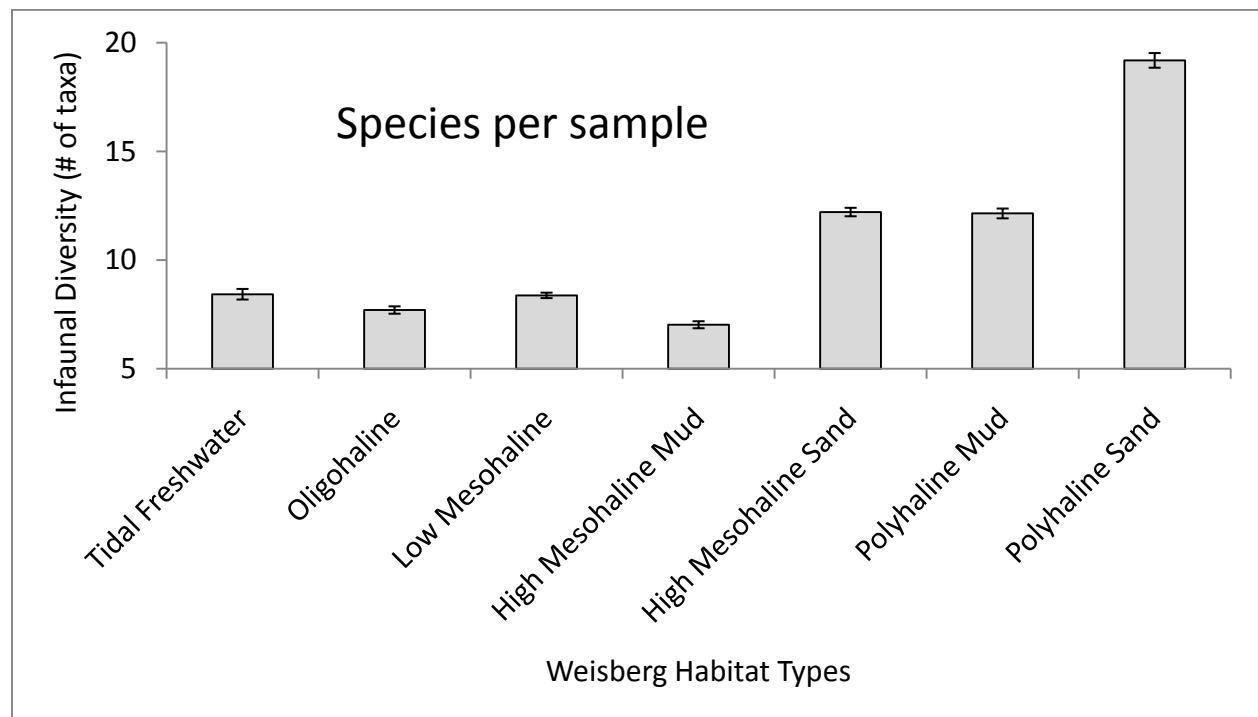 Infaunal Diversity (# of taxa)
20
15
10
5
Species per sample
Tidal Freshwater
Oligohaline
Low Mesohaline
High Mesohaline Mud
High Mesohaline Sand
Polyhaline Mud
Polyhaline Sand
Weisberg Habitat Types